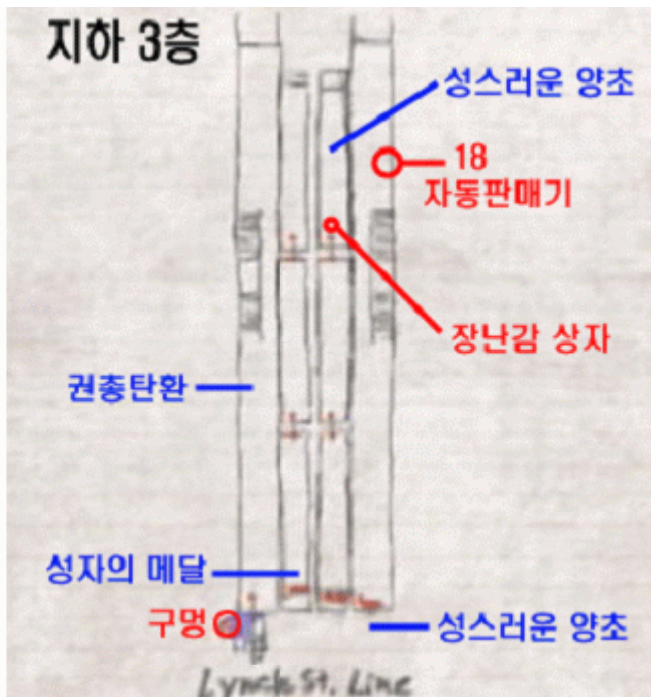 지하 3층
성스러운 양초
18
자동판매기
장난감 상자
권총탄환
성자의 메달
구멍
성스러운 양초
Lynch St. Line